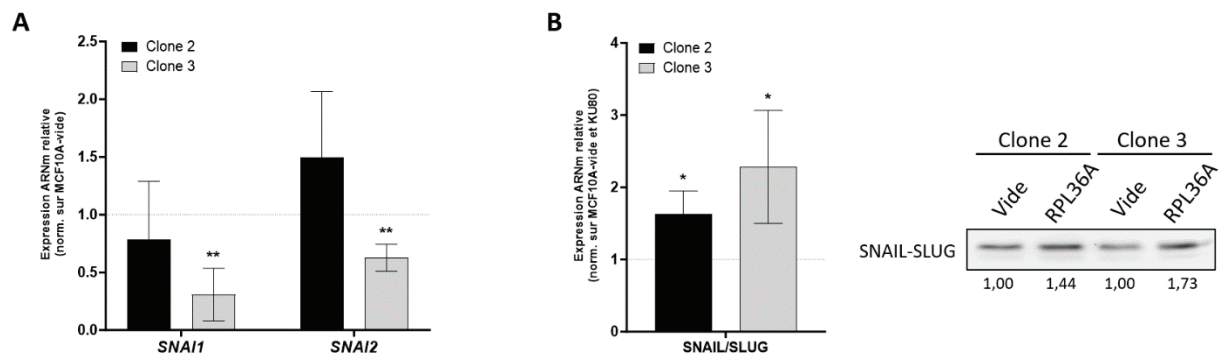 A
Expression ARNm relative
(norm. sur MCF10A-vide)
2.5
2.0
1.5
1.0
0.5
0.0
Clone 2
Clone 3
**
**
SNAI1
SNAI2
B
Expression ARNm relative
(norm. sur MCF10A-vide et KU80)
4
3
2
1
0
Clone 2
Clone 3
*
*
SNAIL/SLUG
Clone 2 Clone 3
Vide RPL36A Vide RPL36A
SNAIL-SLUG
1,00 1,44 1,00 1,73